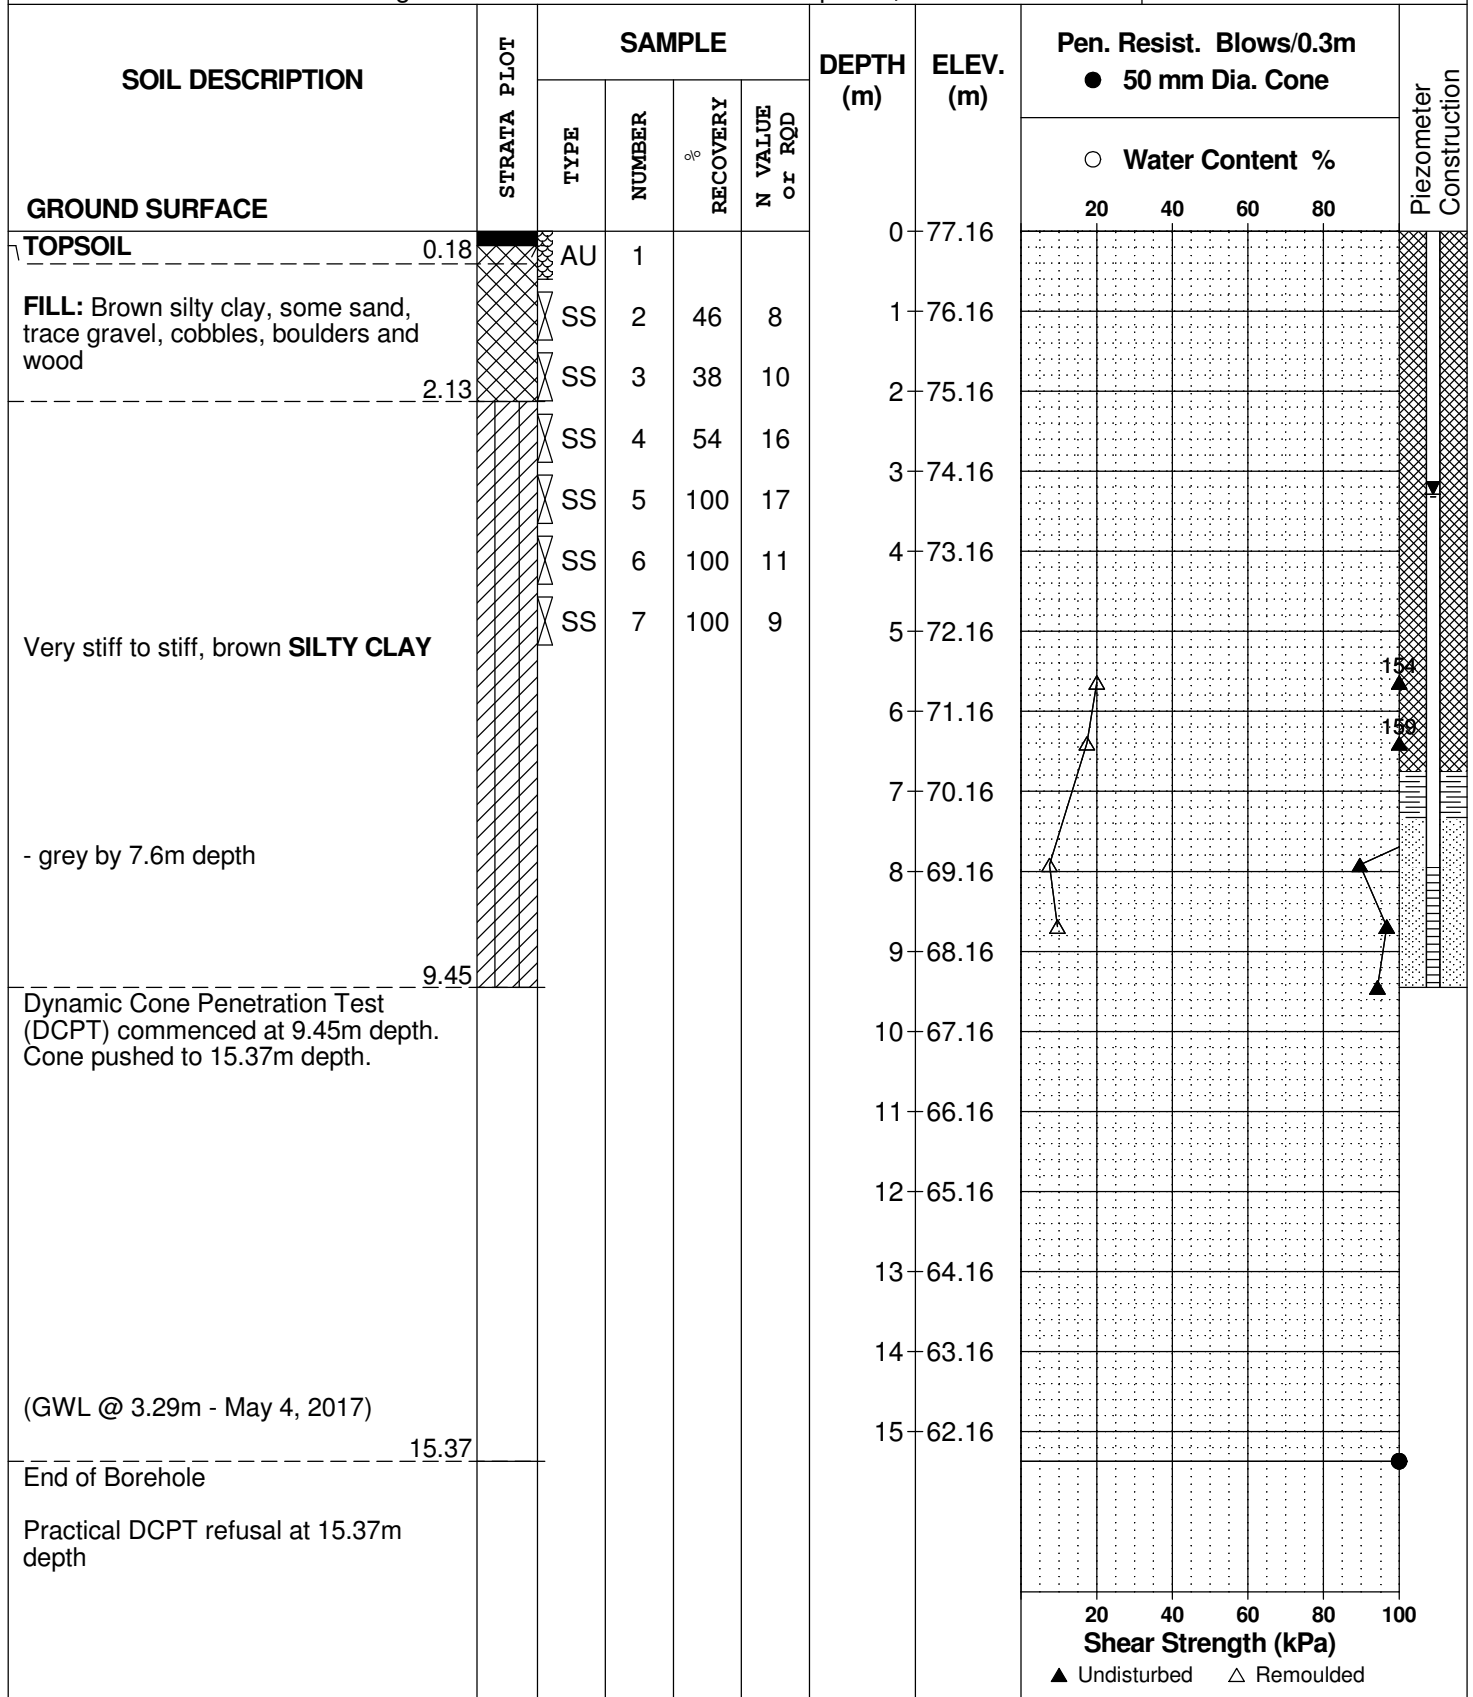 SOIL DESCRIPTION
GROUND SURFACE
STRATA PLOT
SAMPLE
TYPE
NUMBER
%
RECOVERY
N VALUE
or RQD
DEPTH
(m)
ELEV.
(m)
Pen. Resist. Blows/0.3m
● 50 mm Dia. Cone
○ Water Content %
20 40 60 80
Piezometer
Construction
0 77.16
TOPSOIL 0.18
AU 1
FILL: Brown silty clay, some sand,
trace gravel, cobbles, boulders and
wood
2.13
SS 2 46 8
1 76.16
SS 3 38 10
2 75.16
SS 4 54 16
3 74.16
SS 5 100 17
SS 6 100 11
4 73.16
SS 7 100 9
5 72.16
Very stiff to stiff, brown SILTY CLAY
154
6 71.16
159
7 70.16
- grey by 7.6m depth
8 69.16
9 68.16
9.45
Dynamic Cone Penetration Test
(DCPT) commenced at 9.45m depth.
Cone pushed to 15.37m depth.
10 67.16
11 66.16
12 65.16
13 64.16
14 63.16
(GWL @ 3.29m - May 4, 2017)
15 62.16
15.37
End of Borehole
Practical DCPT refusal at 15.37m
depth
20 40 60 80 100
Shear Strength (kPa)
▲ Undisturbed △ Remoulded